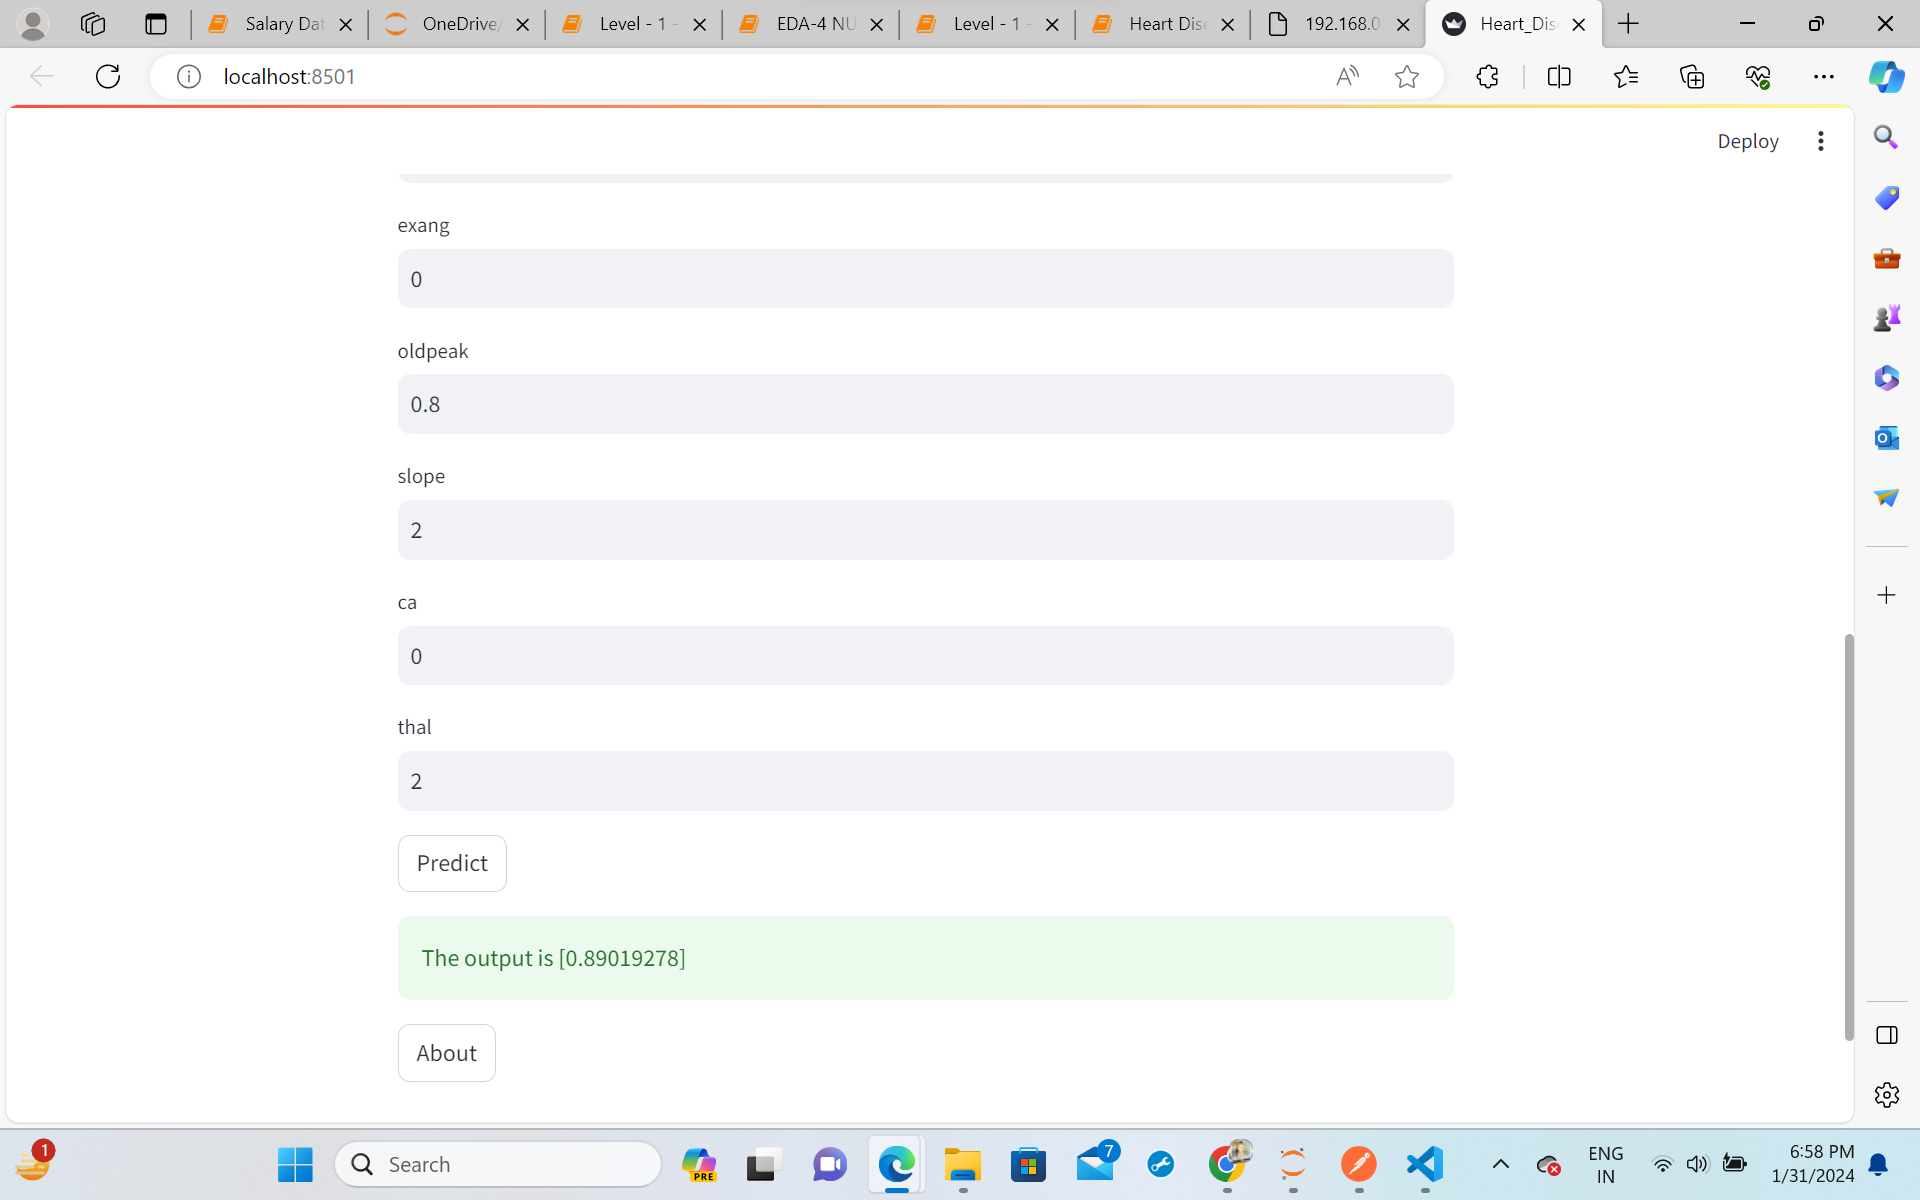 Salary Dat
OneDrive/
Level - 1 -
EDA-4 NU
Level - 1 -
Heart Dise
192.168.0.
Heart_Dis
localhost:8501
Deploy
exang
0
oldpeak
0.8
slope
2
ca
0
thal
2
Predict
The output is [0.89019278]
About
1
Search
PRE
7
ENG
IN
6:58 PM
1/31/2024